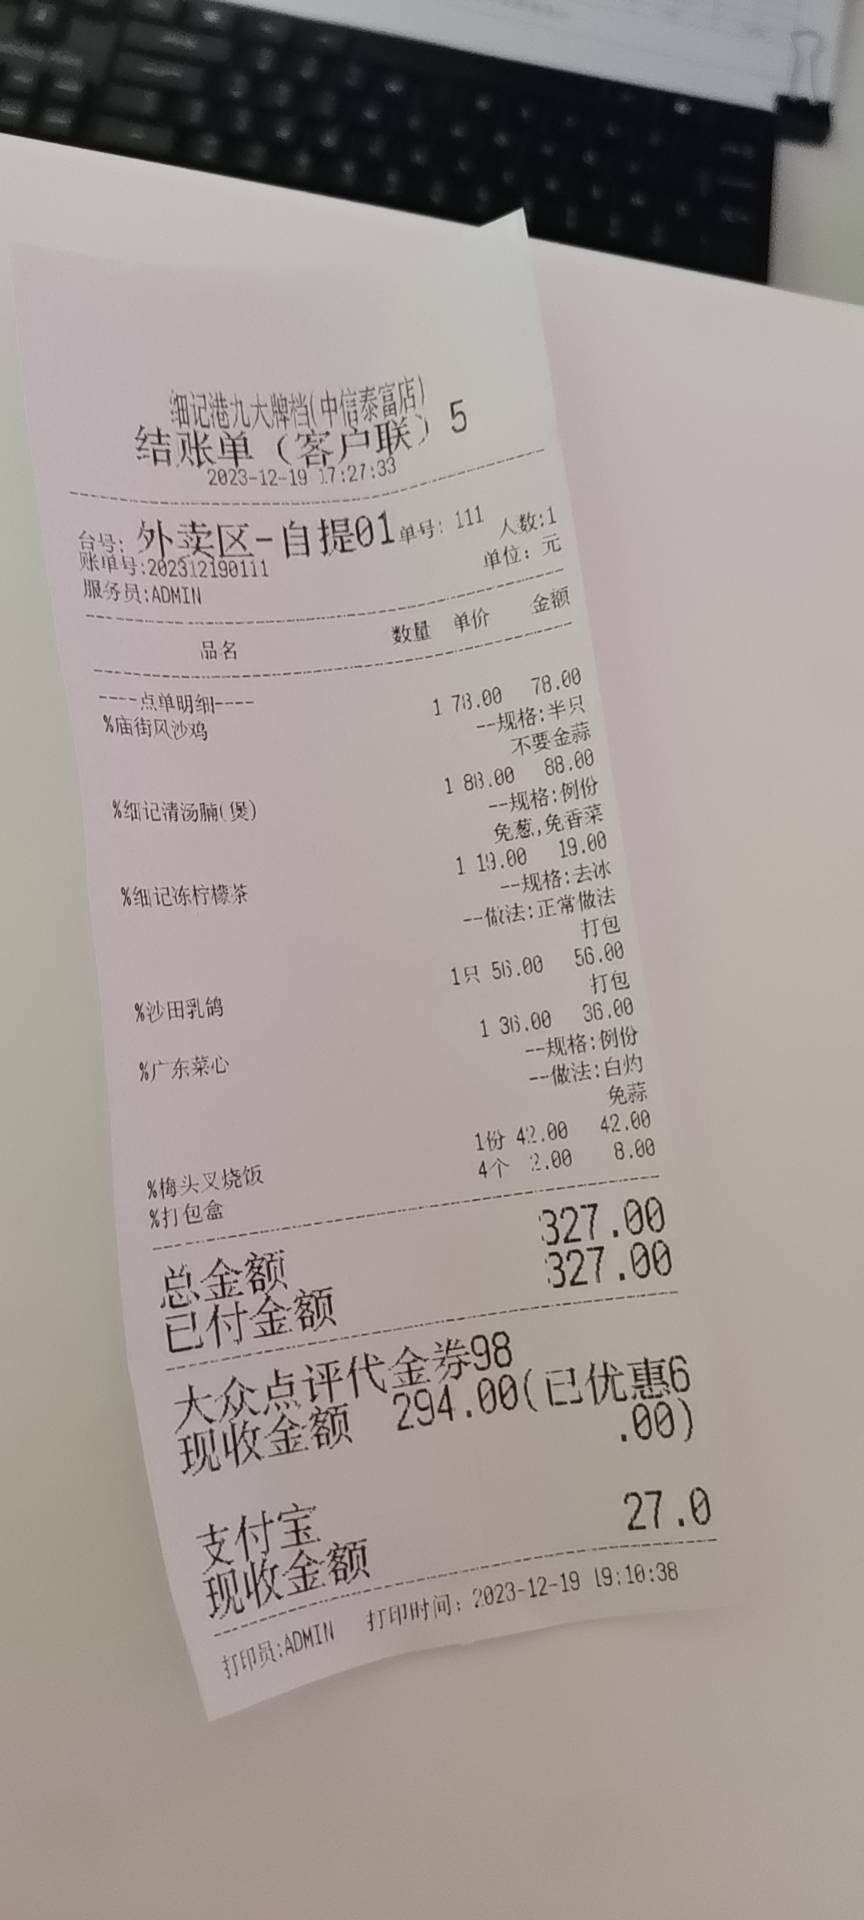 细记港九大牌档(中信泰富店)
结账单（客户联）5
2023-12-19 17:27:33
台号: 外卖区-自提01 单号: 111 人数:1
账单号:202312190111 单位: 元
服务员:ADMIN
品名 数量 单价 金额
----点单明细----
%庙街风沙鸡 1 78.00 78.00
--规格:半只
不要金蒜
%细记清汤腩(煲) 1 88.00 88.00
--规格:例份
免葱,免香菜
%细记冻柠檬茶 1 19.00 19.00
--规格:去冰
--做法:正常做法
打包
%沙田乳鸽 1只 56.00 56.00
打包
%广东菜心 1 36.00 36.00
--规格:例份
--做法:白灼
免蒜
%梅头叉烧饭 1份 42.00 42.00
%打包盒 4个 2.00 8.00
总金额 327.00
已付金额 327.00
大众点评代金券98
现收金额 294.00(已优惠6
.00)
支付宝
现收金额 27.0
打印员:ADMIN 打印时间: 2023-12-19 19:10:38